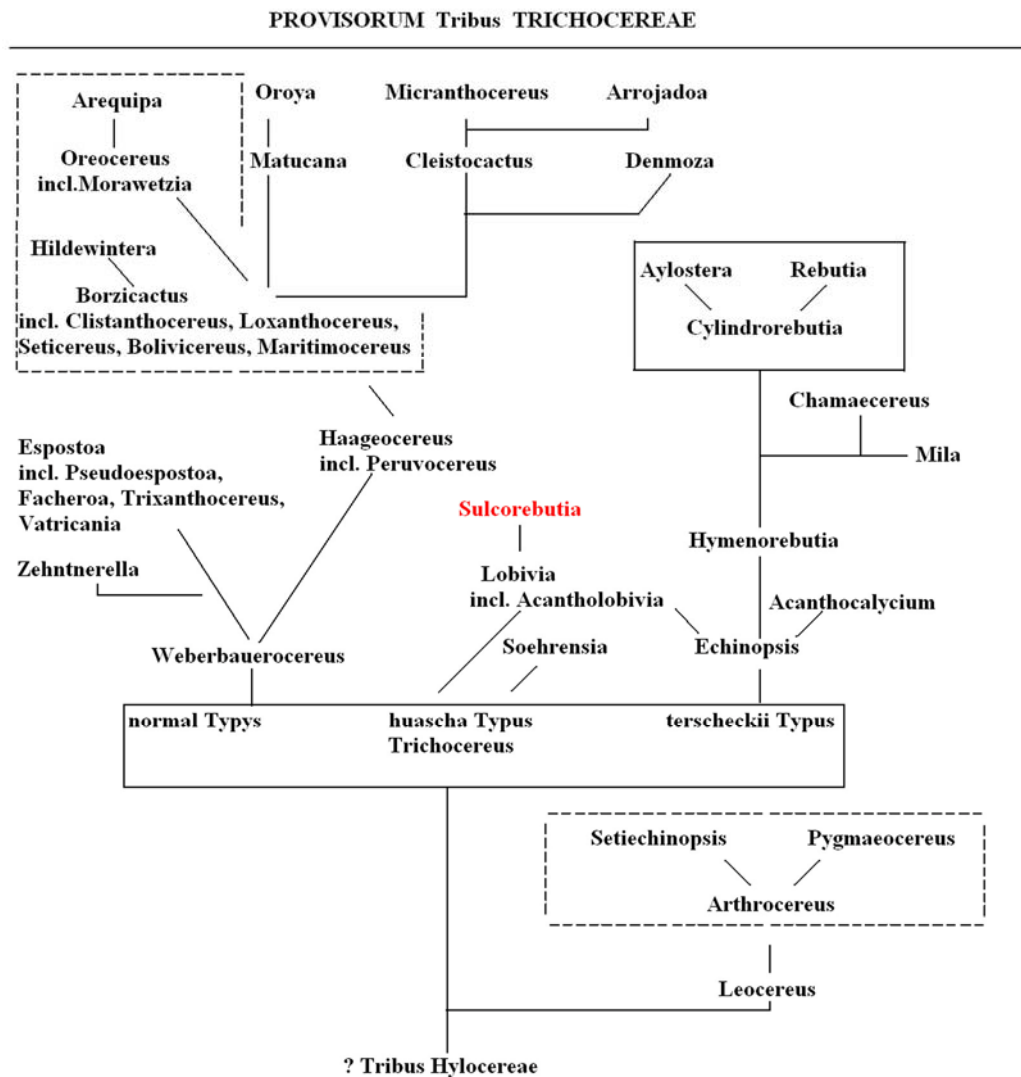 PROVISORUM Tribus TRICHOCEREAE
Arequipa
Oroya
Micranthocereus
Arrojadoa
Oreocereus
incl.Morawetzia
Matucana
Cleistocactus
Denmoza
Hildewintera
Borzicactus
incl. Clistanthocereus, Loxanthocereus,
Seticereus, Bolivicereus, Maritimocereus
Aylostera
Rebutia
Cylindrorebutia
Chamaecereus
Mila
Espostoa
incl. Pseudoespostoa,
Facheroa, Trixanthocereus,
Vatricania
Haageocereus
incl. Peruvocereus
Zehntnerella
Sulcorebutia
Hymenorebutia
Lobivia
incl. Acantholobivia
Acanthocalycium
Weberbauerocereus
Soehrensia
Echinopsis
normal Typys
huascha Typus
Trichocereus
terscheckii Typus
Setiechinopsis
Pygmaeocereus
Arthrocereus
Leocereus
? Tribus Hylocereae